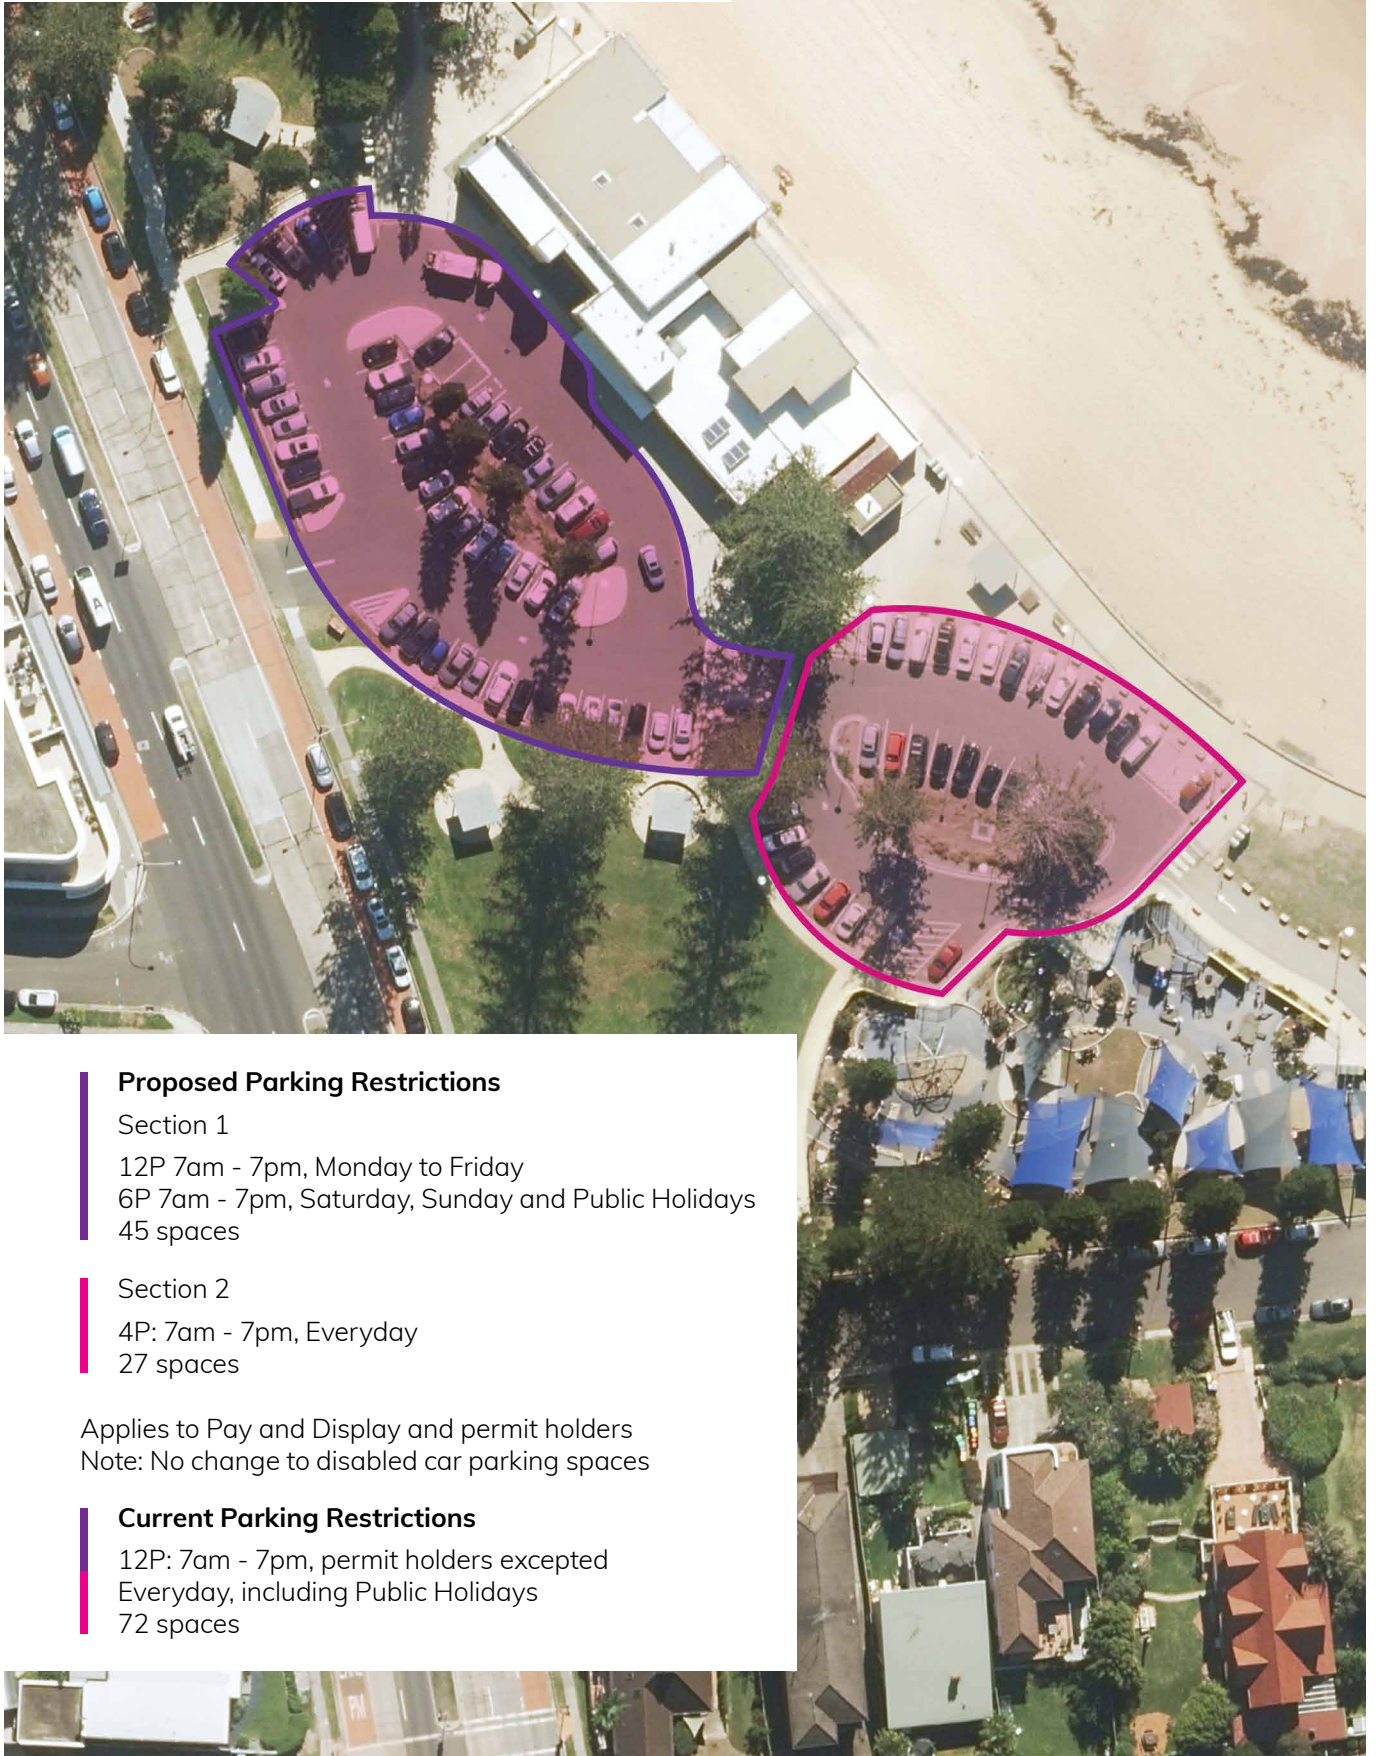 Proposed Parking Restrictions
Section 1
12P 7am - 7pm, Monday to Friday
6P 7am - 7pm, Saturday, Sunday and Public Holidays
45 spaces
Section 2
4P: 7am - 7pm, Everyday
27 spaces
Applies to Pay and Display and permit holders
Note: No change to disabled car parking spaces
Current Parking Restrictions
12P: 7am - 7pm, permit holders excepted
Everyday, including Public Holidays
72 spaces